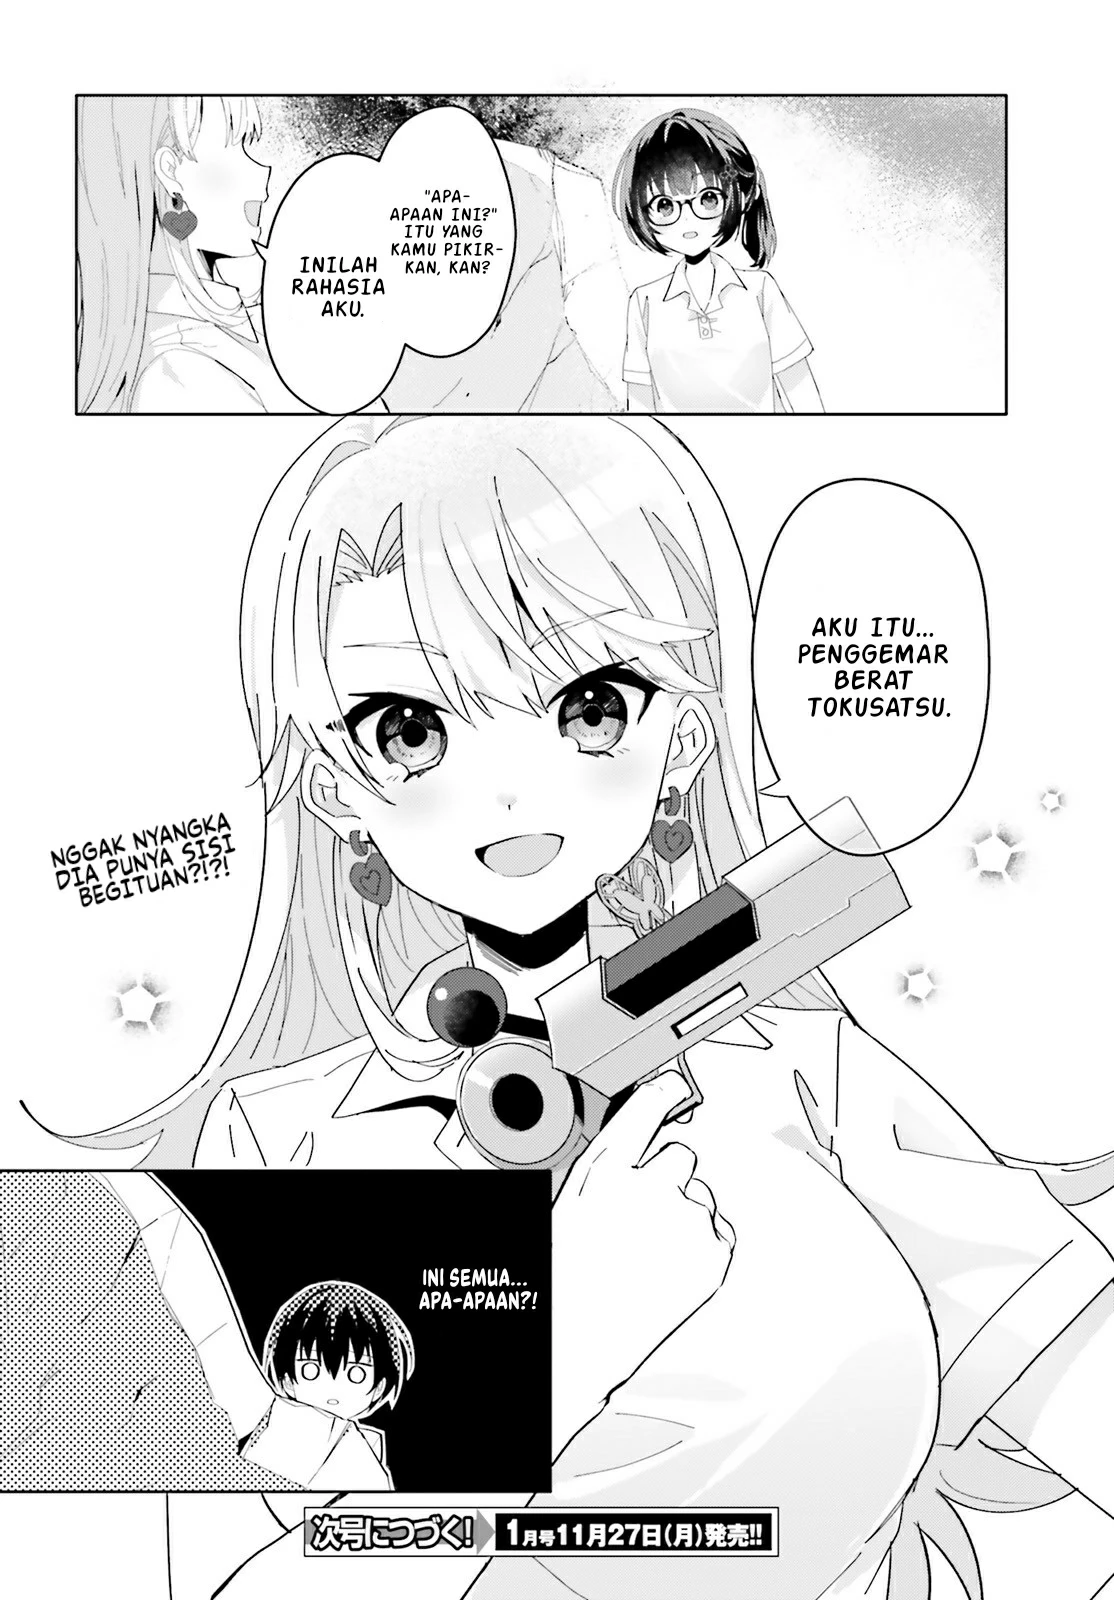 "APA-
APAAN INI?"
ITU YANG
KAMU PIKIR-
KAN, KAN?
INILAH
RAHASIA
AKU.
AKU ITU...
PENGGEMAR
BERAT
TOKUSATSU.
NGGAK NYANGKA
DIA PUNYA SISI
BEGITUAN?!?!
INI SEMUA...
APA-APAAN?!
次号につづく! 1月号11月27日(月)発売!!